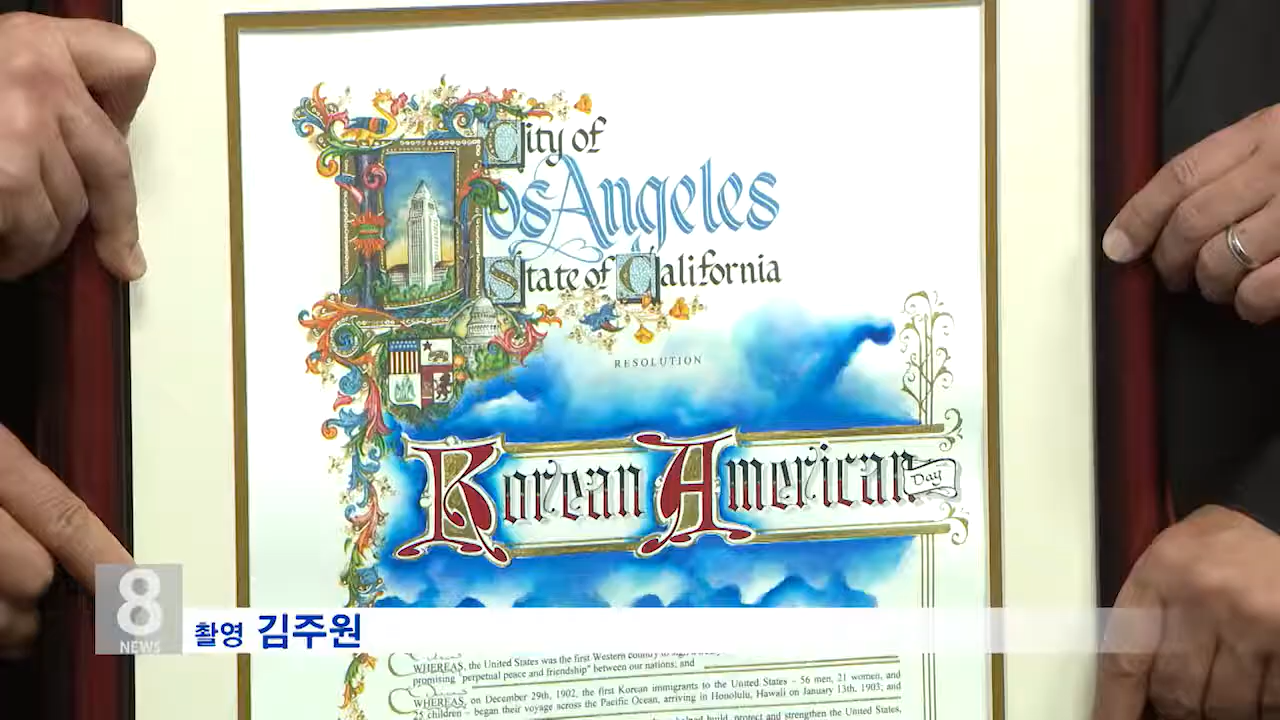 City of
Los Angeles
State of California
RESOLUTION
Korean American
Day
8
NEWS
촬영 김주원
WHEREAS, the United States was the first Western country to
promising "perpetual peace and friendship" between our nations; and
WHEREAS, on December 29th, 1902, the first Korean immigrants to the United States – 56 men, 21 women, and
25 children – began their voyage across the Pacific Ocean, arriving in Honolulu, Hawaii on January 13th, 1903; and
helped build, protect and strengthen the United States,